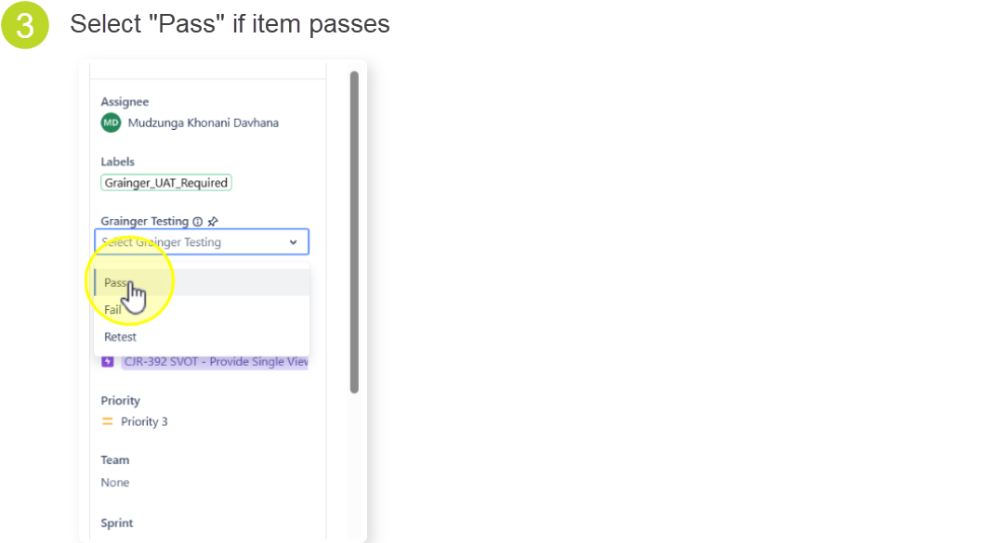 3
Select "Pass" if item passes
Assignee
MD Mudzunga Khonani Davhana
Labels
Grainger_UAT_Required
Grainger Testing
Select Grainger Testing
Pass
Fail
Retest
CJR-392 SVOT - Provide Single View
Priority
Priority 3
Team
None
Sprint